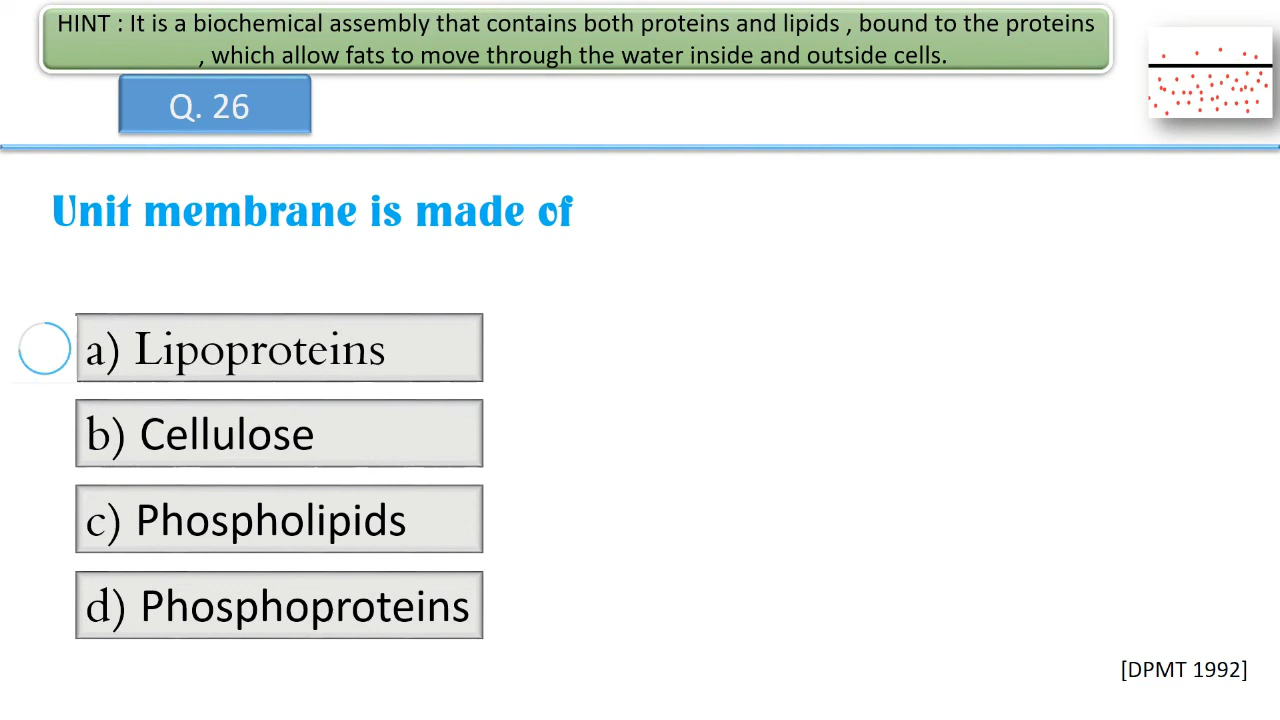 HINT : It is a biochemical assembly that contains both proteins and lipids , bound to the proteins
, which allow fats to move through the water inside and outside cells.
Q. 26
Unit membrane is made of
a) Lipoproteins
b) Cellulose
c) Phospholipids
d) Phosphoproteins
[DPMT 1992]